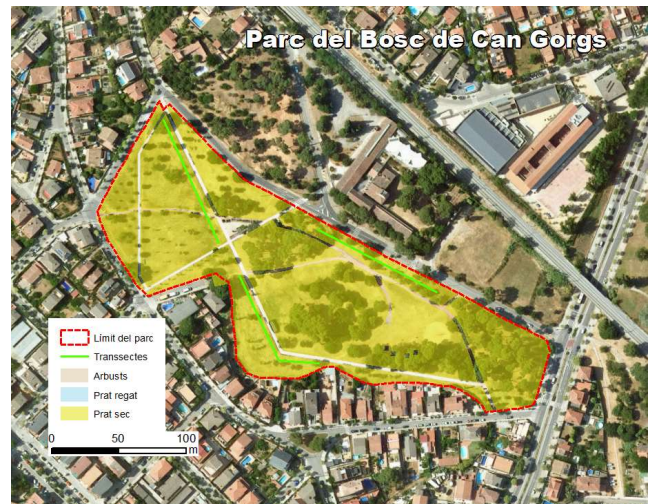 Parc del Bosc de Can Gorgs
Límit del parc
Transsectes
Arbusts
Prat regat
Prat sec
0 50 100
m